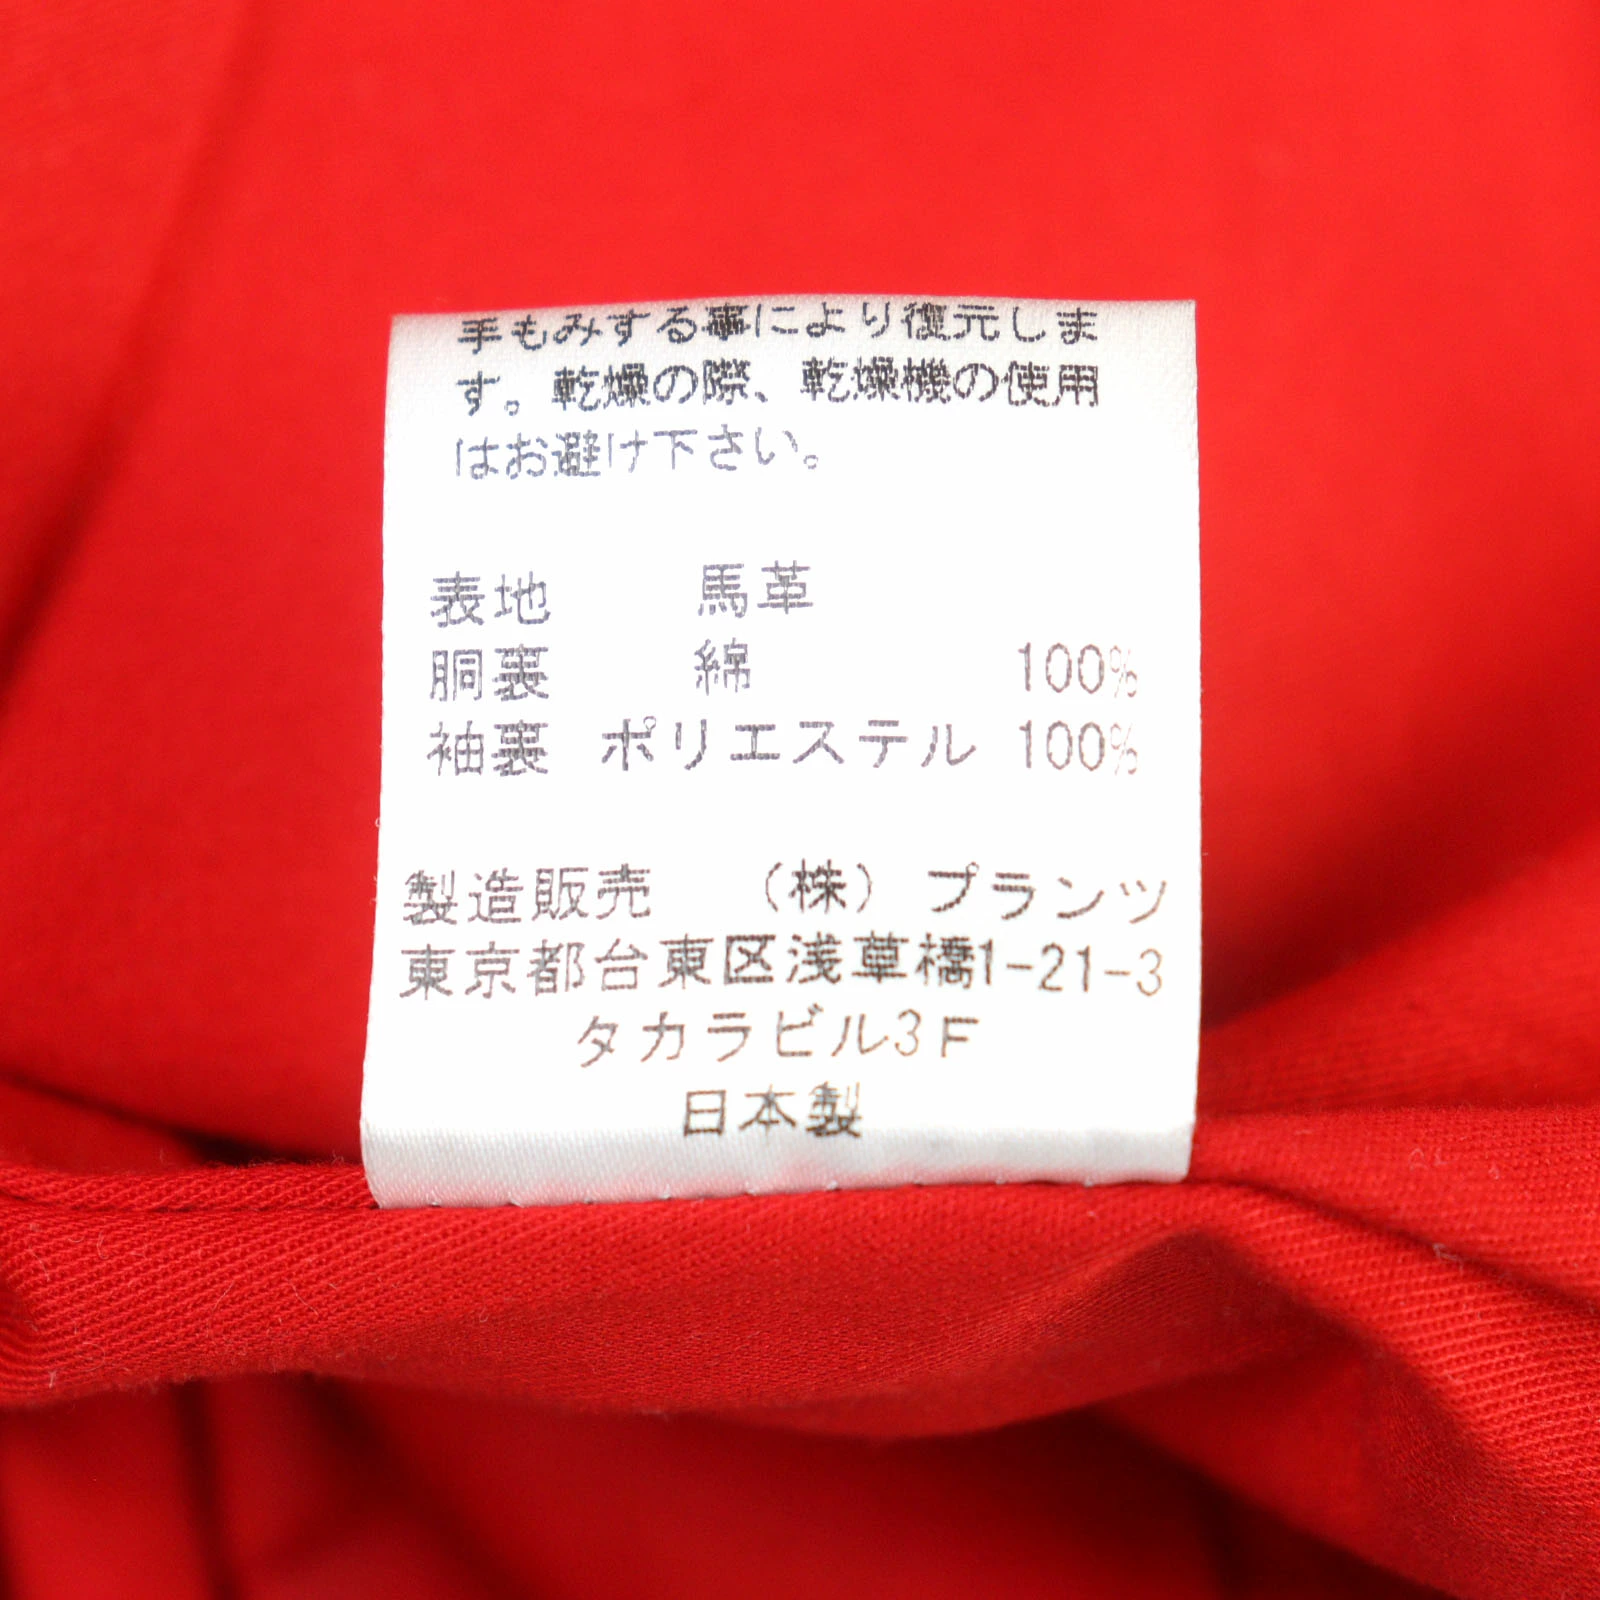 手もみする事により復元しま
す。乾燥の際、乾燥機の使用
はお避け下さい。
表地 馬革
胴裏 綿 100%
袖裏 ポリエステル 100%
製造販売 (株) プランツ
東京都台東区浅草橋1-21-3
タカラビル3F
日本製